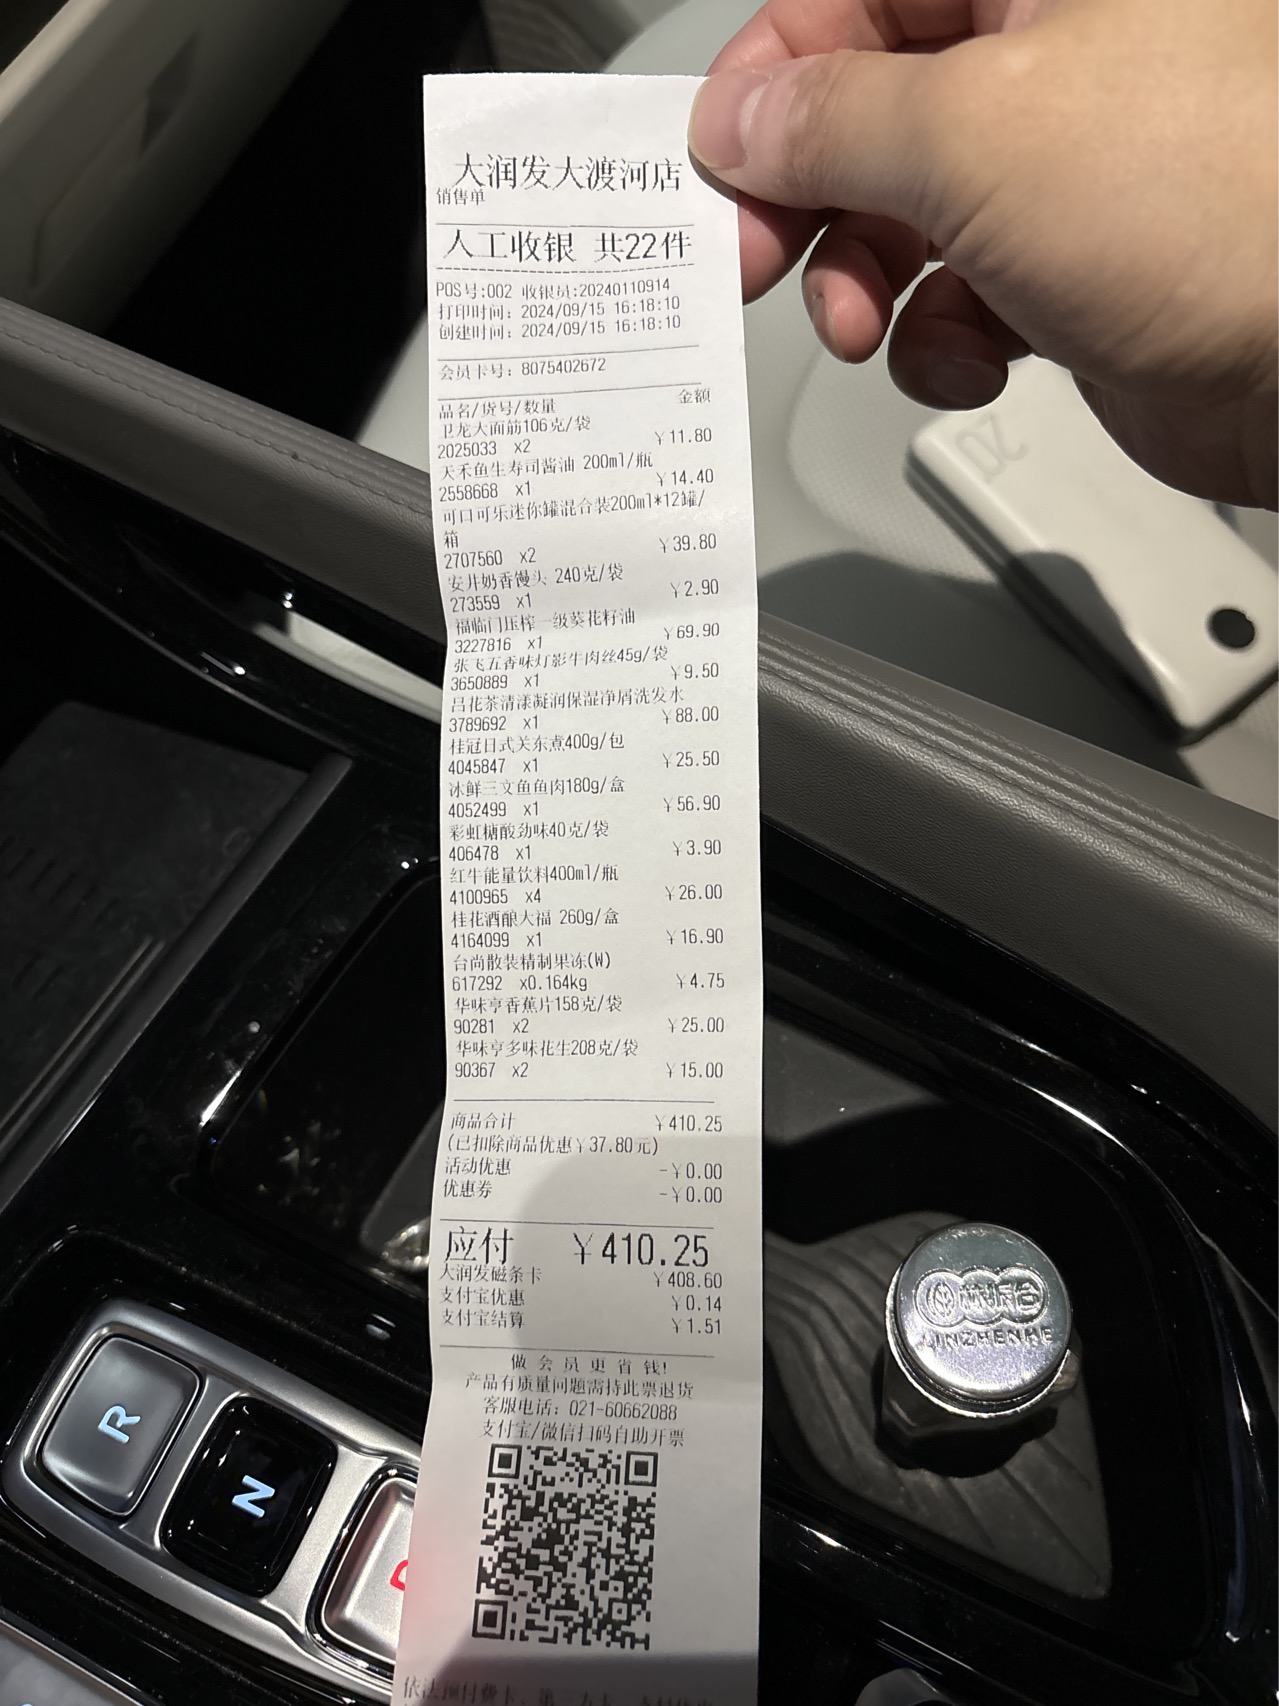 大润发大渡河店
销售单
人工收银 共22件
POS号:002 收银员:20240110914
打印时间: 2024/09/15 16:18:10
创建时间: 2024/09/15 16:18:10
会员卡号: 8075402672
品名/货号/数量 金额
卫龙大面筋106克/袋
2025033 x2 ¥11.80
天禾鱼生寿司酱油 200ml/瓶
2558668 x1 ¥14.40
可口可乐迷你罐混合装200ml*12罐/
箱
2707560 x2 ¥39.80
安井奶香馒头 240克/袋
273559 x1 ¥2.90
福临门压榨一级葵花籽油
3227816 x1 ¥69.90
张飞五香味灯影牛肉丝45g/袋
3650889 x1 ¥9.50
吕花茶清漾凝润保湿净屑洗发水
3789692 x1 ¥88.00
桂冠日式关东煮400g/包
4045847 x1 ¥25.50
冰鲜三文鱼鱼肉180g/盒
4052499 x1 ¥56.90
彩虹糖酸劲味40克/袋
406478 x1 ¥3.90
红牛能量饮料400ml/瓶
4100965 x4 ¥26.00
桂花酒酿大福 260g/盒
4164099 x1 ¥16.90
台尚散装精制果冻(W)
617292 x0.164kg ¥4.75
华味亨香蕉片158克/袋
90281 x2 ¥25.00
华味亨多味花生208克/袋
90367 x2 ¥15.00
商品合计 ¥410.25
(已扣除商品优惠¥37.80元)
活动优惠 -¥0.00
优惠券 -¥0.00
应付 ¥410.25
大润发磁条卡 ¥408.60
支付宝优惠 ¥0.14
支付宝结算 ¥1.51
做会员更省钱!
产品有质量问题需持此票退货
客服电话: 021-60662088
支付宝/微信扫码自助开票
R
N
LINZHENHE
20